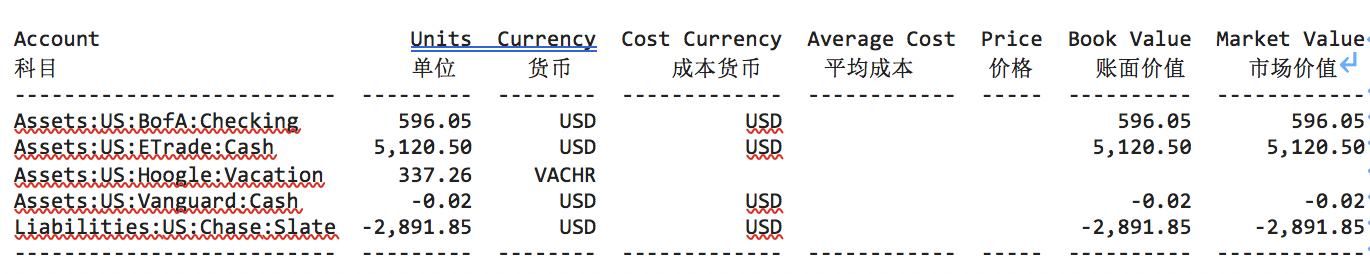 Account Units Currency Cost Currency Average Cost Price Book Value Market Value
科目 单位 货币 成本货币 平均成本 价格 账面价值 市场价值
-------------------------- --------- -------- ------------- ------------ ----- ---------- ------------
Assets:US:BofA:Checking 596.05 USD USD 596.05 596.05
Assets:US:ETrade:Cash 5,120.50 USD USD 5,120.50 5,120.50
Assets:US:Hoogle:Vacation 337.26 VACHR
Assets:US:Vanguard:Cash -0.02 USD USD -0.02 -0.02
Liabilities:US:Chase:Slate -2,891.85 USD USD -2,891.85 -2,891.85
-------------------------- --------- -------- ------------- ------------ ----- ---------- ------------